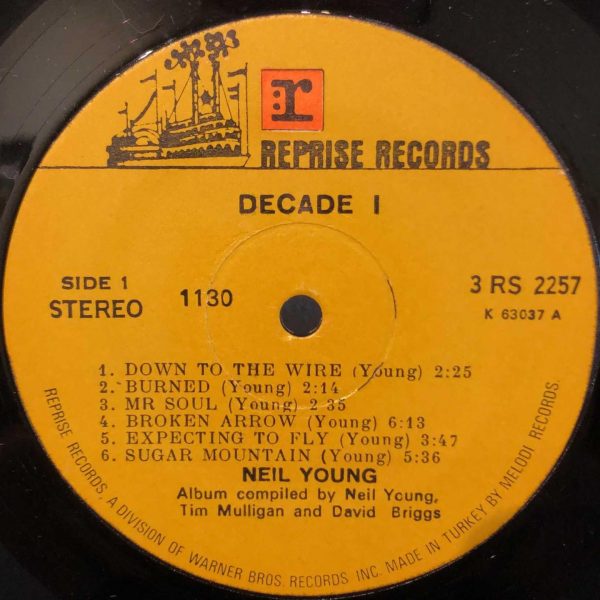 r
REPRISE RECORDS
DECADE I
SIDE 1
STEREO
1130
3 RS 2257
K 63037 A
1. DOWN TO THE WIRE (Young) 2:25
2. BURNED (Young) 2:14
3. MR SOUL (Young) 2 35
4. BROKEN ARROW (Young) 6:13
5. EXPECTING TO FLY (Young) 3:47
6. SUGAR MOUNTAIN (Young) 5:36
NEIL YOUNG
Album compiled by Neil Young,
Tim Mulligan and David Briggs
REPRISE RECORDS, A DIVISION OF WARNER BROS. RECORDS INC. MADE IN TURKEY BY MELODI RECORDS.